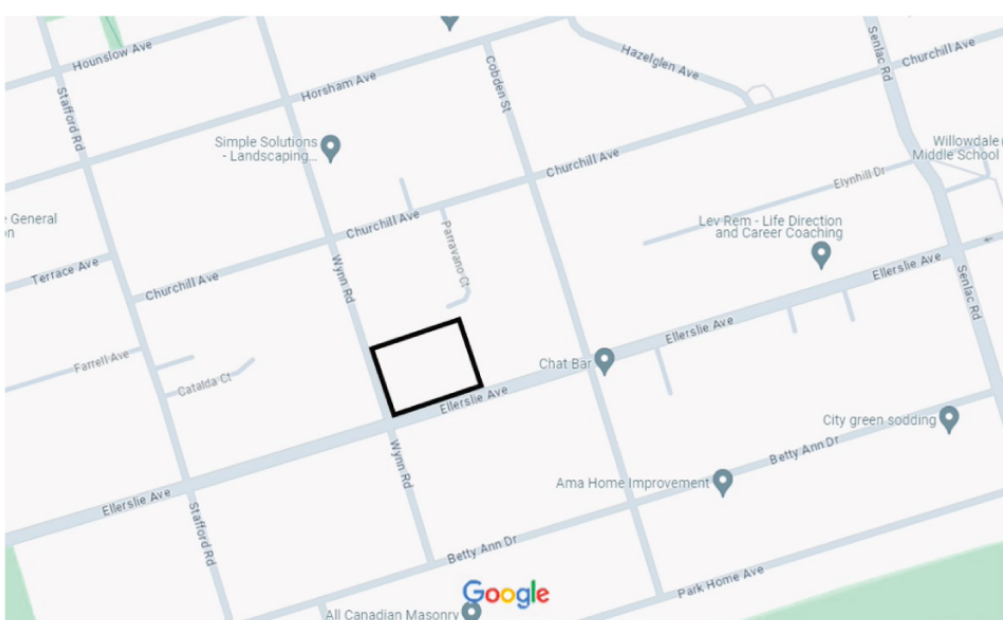 Hounslow Ave
Stafford Rd
Horsham Ave
Cobden St
Hazelglen Ave
Senlac Rd
Churchill Ave
Simple Solutions
- Landscaping...
Churchill Ave
Willowdale
Middle School
Elynhill Dr
General
Churchill Ave
Parravano Ct
Lev Rem - Life Direction
and Career Coaching
Terrace Ave
Churchill Ave
Wynn Rd
Ellerslie Ave
Senlac Rd
Ellerslie Ave
Farrell Ave
Catalda Ct
Chat Bar
Ellerslie Ave
City green sodding
Wynn Rd
Betty Ann Dr
Ama Home Improvement
Ellerslie Ave
Stafford Rd
Betty Ann Dr
Park Home Ave
Google
All Canadian Masonry